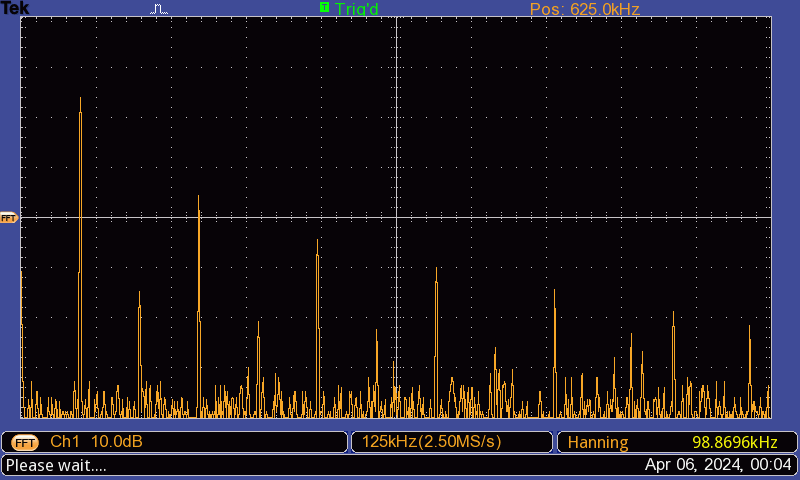 Tek
T Trig'd
Pos: 625.0kHz
FFT
FFT Ch1 10.0dB
125kHz(2.50MS/s)
Hanning 98.8696kHz
Please wait....
Apr 06, 2024, 00:04